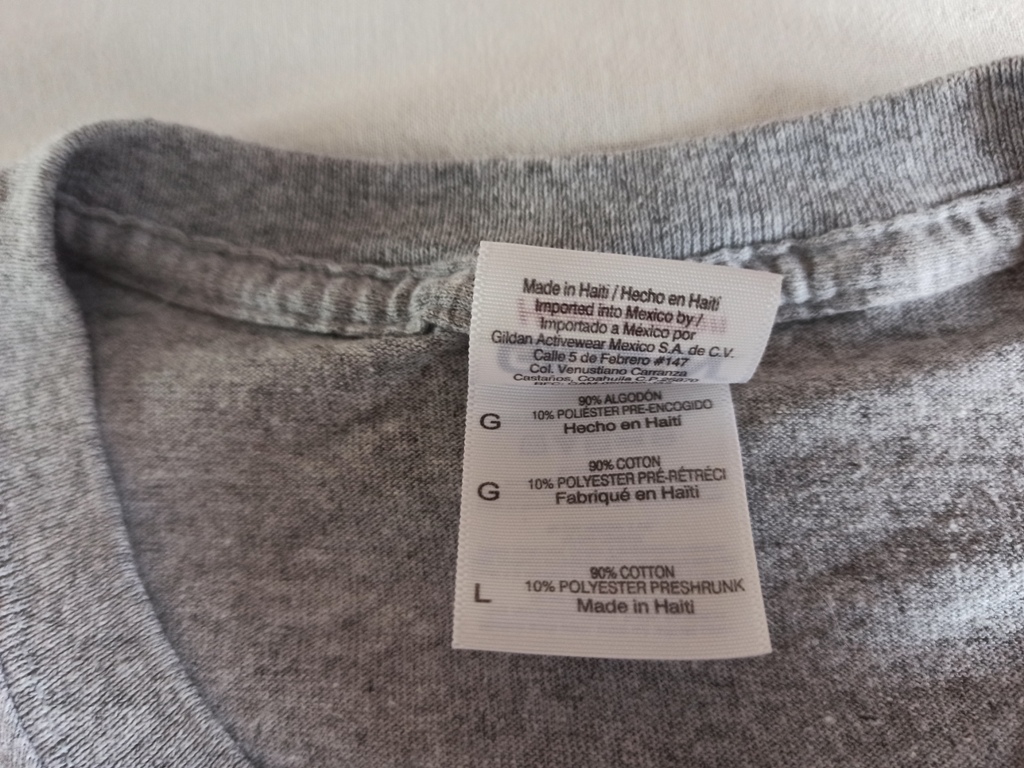 Made in Haiti / Hecho en Haití
Imported into Mexico by /
Importado a México por
Gildan Activewear Mexico S.A. de C.V.
Calle 5 de Febrero #147
Col. Venustiano Carranza
Castaños, Coahuila C.P. 25870
90% ALGODÓN
G 10% POLIÉSTER PRE-ENCOGIDO
Hecho en Haití
90% COTON
G 10% POLYESTER PRÉ-RÉTRÉCI
Fabriqué en Haïti
90% COTTON
L 10% POLYESTER PRESHRUNK
Made in Haiti